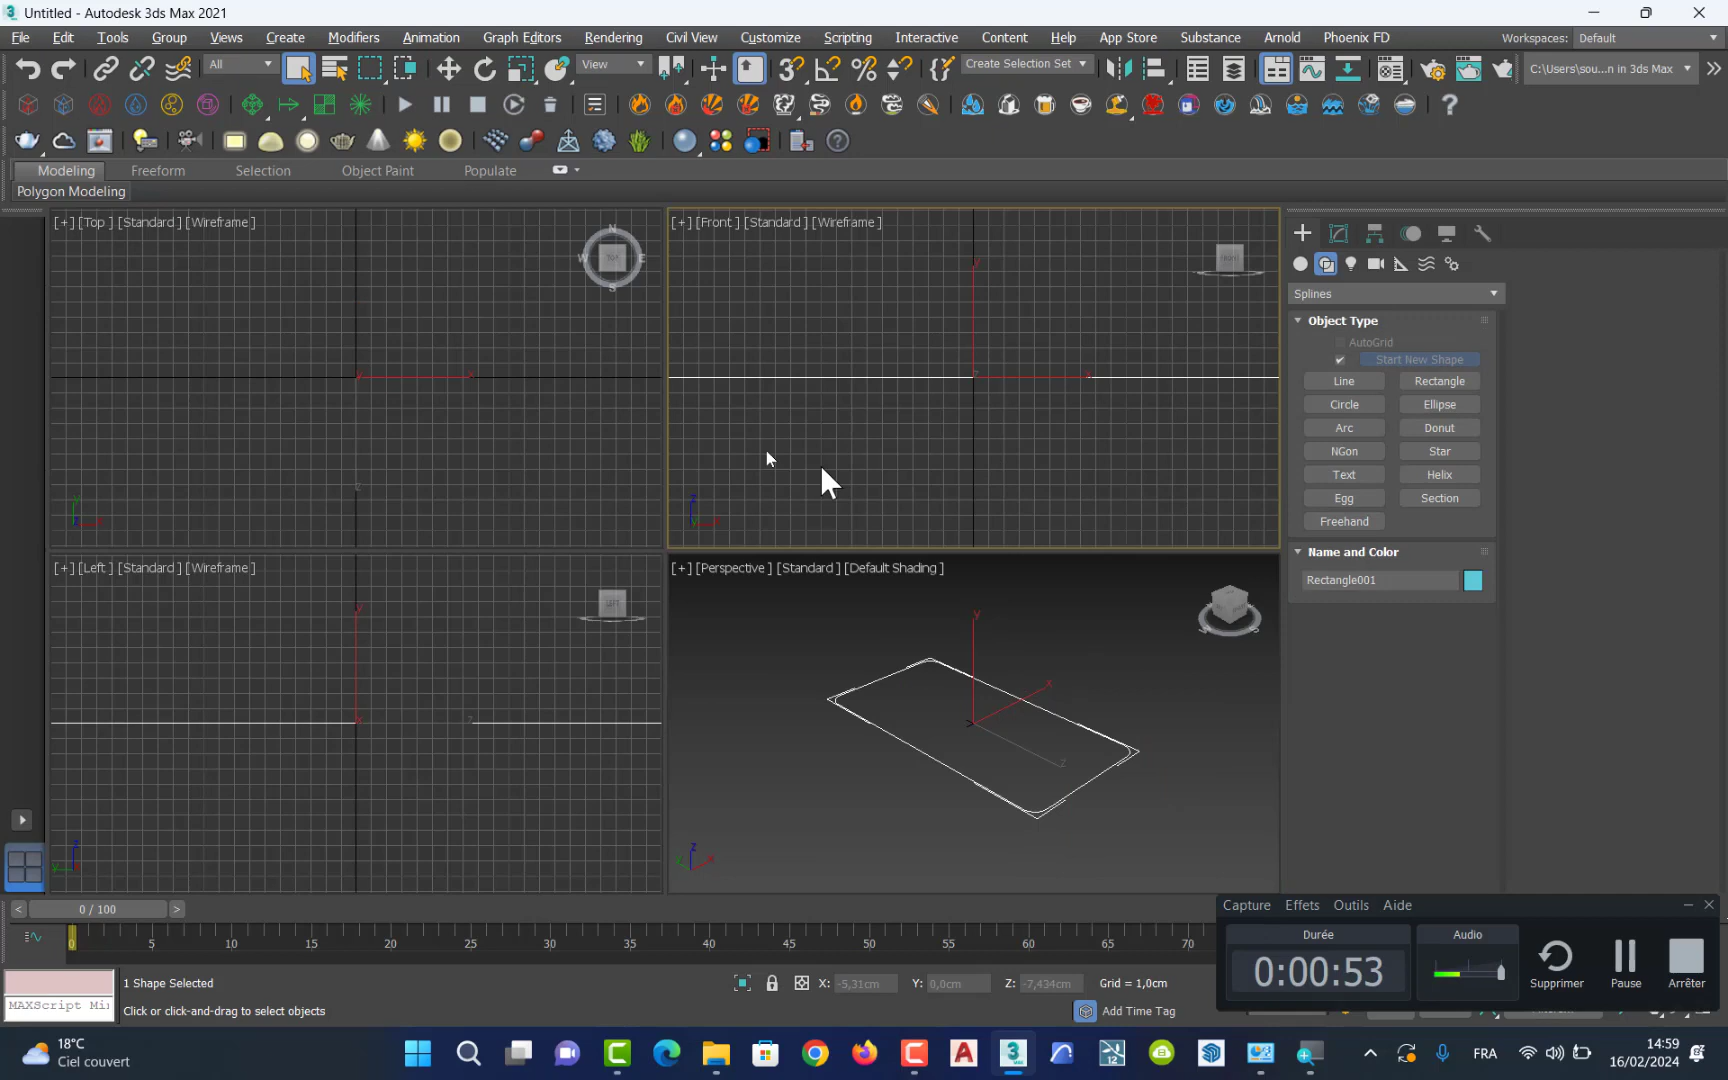 Untitled - Autodesk 3ds Max 2021
File Edit Tools Group Views Create Modifiers Animation Graph Editors Rendering Civil View Customize Scripting Interactive Content Help App Store Substance Arnold Phoenix FD Workspaces: Default
All View Create Selection Set C:\Users\sou...n in 3ds Max
Modeling Freeform Selection Object Paint Populate
Polygon Modeling
[+] [Top ] [Standard ] [Wireframe ]
[+] [Front ] [Standard ] [Wireframe ]
N
W TOP E
S
FRONT
Splines
Object Type
AutoGrid
Start New Shape
Line Rectangle
Circle Ellipse
Arc Donut
NGon Star
Text Helix
Egg Section
Freehand
Name and Color
Rectangle001
[+] [Left ] [Standard ] [Wireframe ]
[+] [Perspective ] [Standard ] [Default Shading ]
LEFT
0 / 100
0 5 10 15 20 25 30 35 40 45 50 55 60 65 70
Capture Effets Outils Aide
Durée Audio
0:00:53
Supprimer Pause Arrêter
1 Shape Selected
X: -5,31cm Y: 0,0cm Z: -7,434cm Grid = 1,0cm
MAXScript Mi
Click or click-and-drag to select objects
Add Time Tag
18°C
Ciel couvert
FRA
14:59
16/02/2024